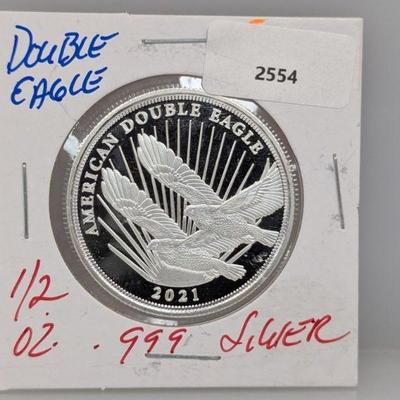 DOUBLE
EAGLE
2554
AMERICAN DOUBLE EAGLE
2021
1/2
OZ. .999 SILVER